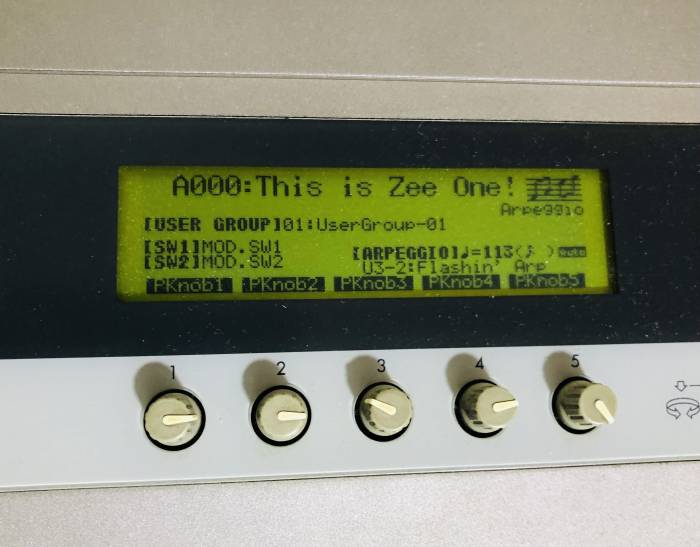 A000:This is Zee One!
Arpeggio
[USER GROUP]01:UserGroup-01
[SW1]MOD.SW1
[SW2]MOD.SW2
[ARPEGGIO]♩=113(♪ ) auto
U3-2:Flashin' Arp
PKnob1 PKnob2 PKnob3 PKnob4 PKnob5
1 2 3 4 5